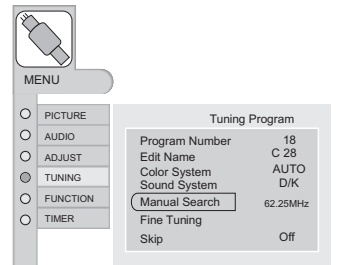 MENU
PICTURE
AUDIO
ADJUST
TUNING
FUNCTION
TIMER
Tuning Program
Program Number 18
Edit Name C 28
Color System AUTO
Sound System D/K
Manual Search 62.25MHz
Fine Tuning
Skip Off